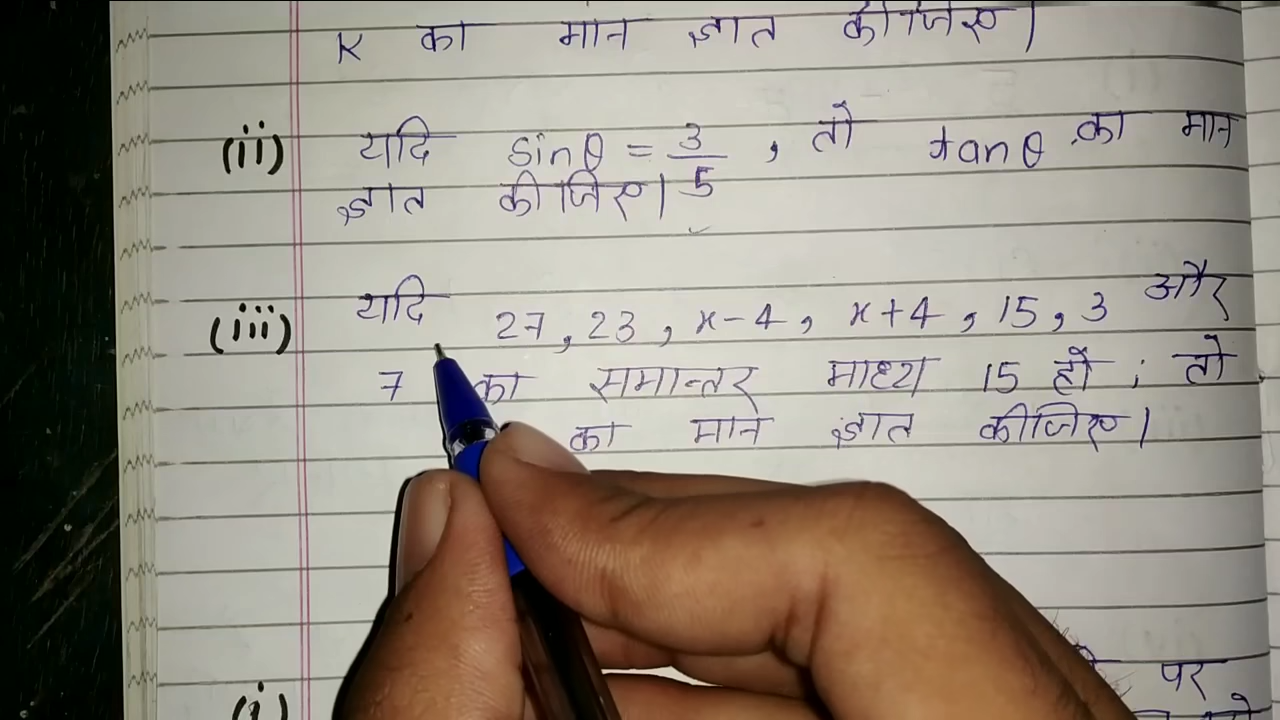 K का मान ज्ञात कीजिए।
(ii) यदि sinθ = 3/5 , तो tanθ का मान
ज्ञात कीजिए।
(iii) यदि 27, 23, x-4, x+4, 15, 3 और
7 का समान्तर माध्य 15 हो ; तो
का मान ज्ञात कीजिए।
(i) पर